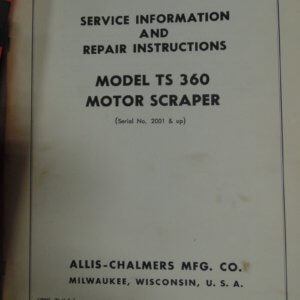 SERVICE INFORMATION
AND
REPAIR INSTRUCTIONS
MODEL TS 360
MOTOR SCRAPER
(Serial No. 2001 & up)
ALLIS-CHALMERS MFG. CO.
MILWAUKEE, WISCONSIN, U. S. A.